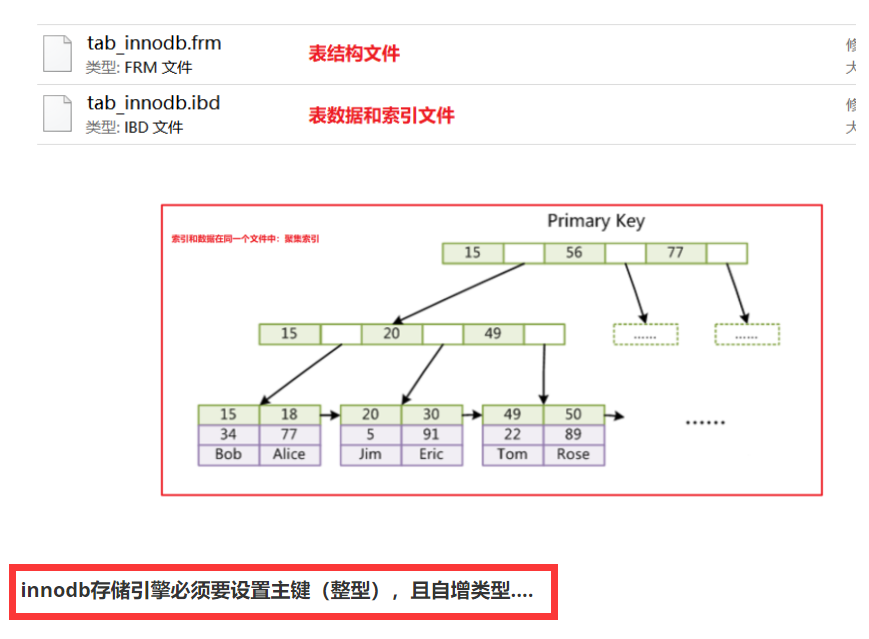 tab_innodb.frm
表结构文件
类型: FRM 文件
tab_innodb.ibd
表数据和索引文件
类型: IBD 文件
Primary Key
索引和数据在同一个文件中：聚集索引
15 56 77
15 20 49 ...... ......
15 18 20 30 49 50
34 77 5 91 22 89
Bob Alice Jim Eric Tom Rose
......
innodb存储引擎必须要设置主键（整型），且自增类型....